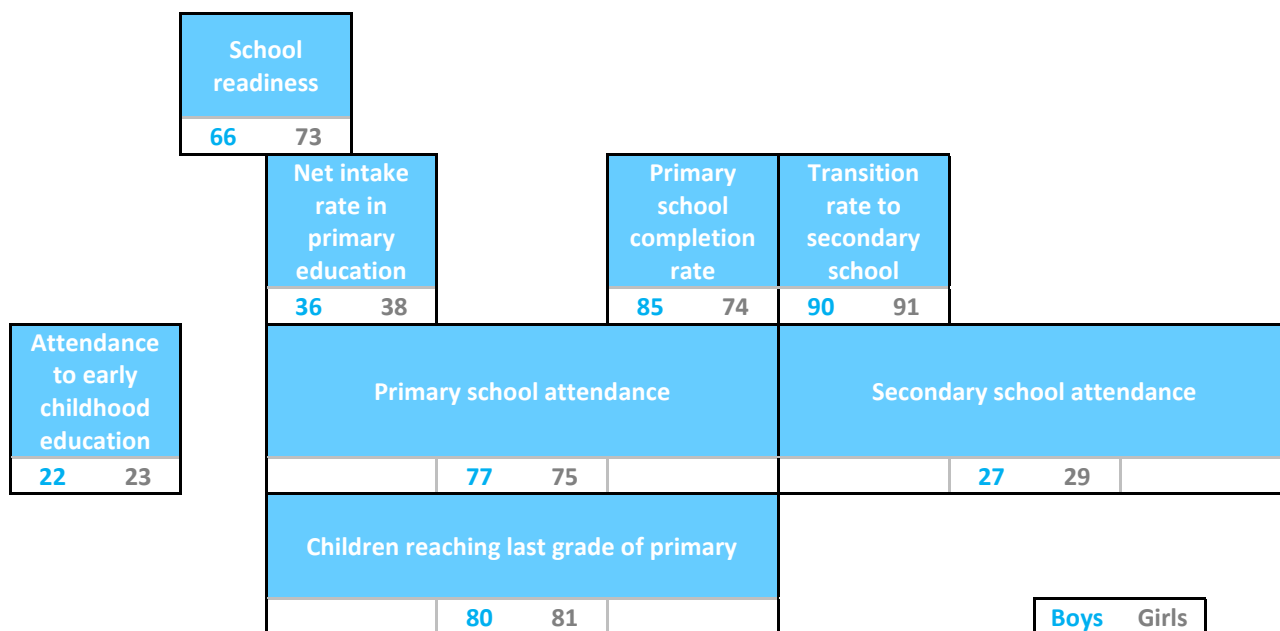 School
readiness
66 73
Net intake
rate in
primary
education
36 38
Primary
school
completion
rate
85 74
Transition
rate to
secondary
school
90 91
Attendance
to early
childhood
education
22 23
Primary school attendance
77 75
Secondary school attendance
27 29
Children reaching last grade of primary
80 81
Boys Girls